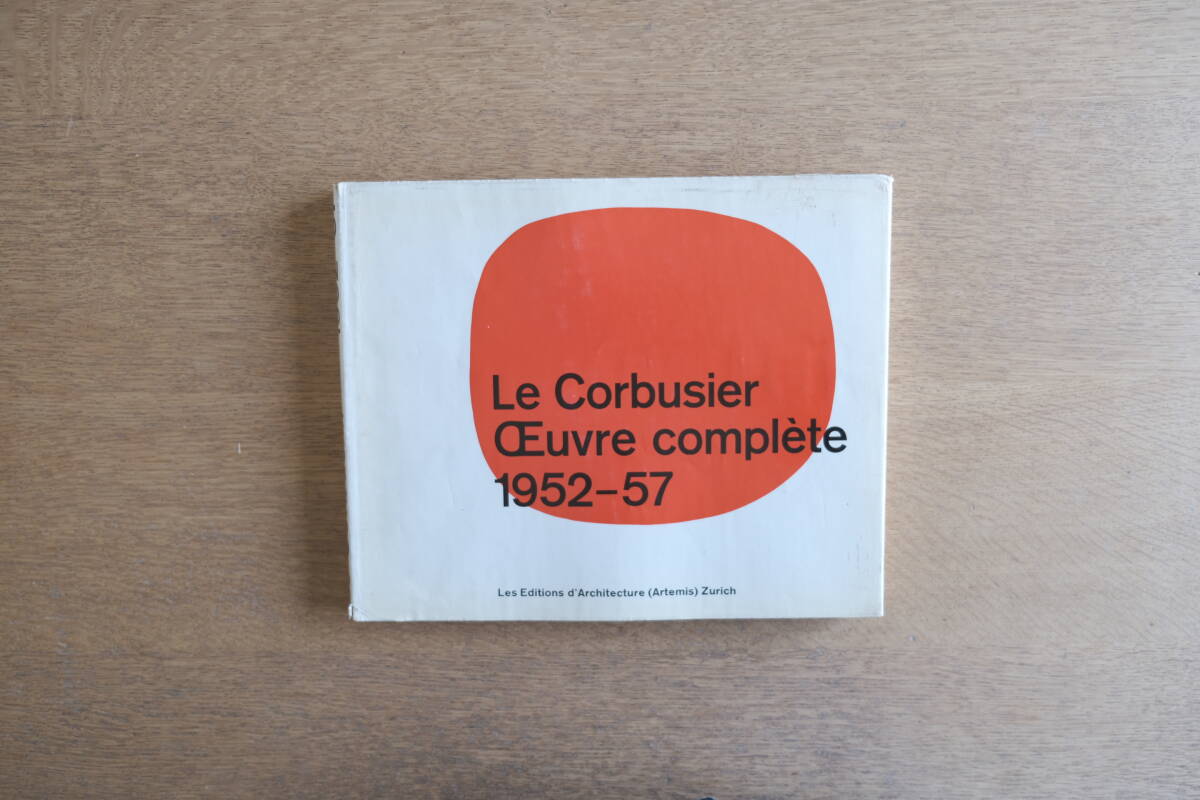 Le Corbusier
Œuvre complète
1952–57
Les Editions d'Architecture (Artemis) Zurich